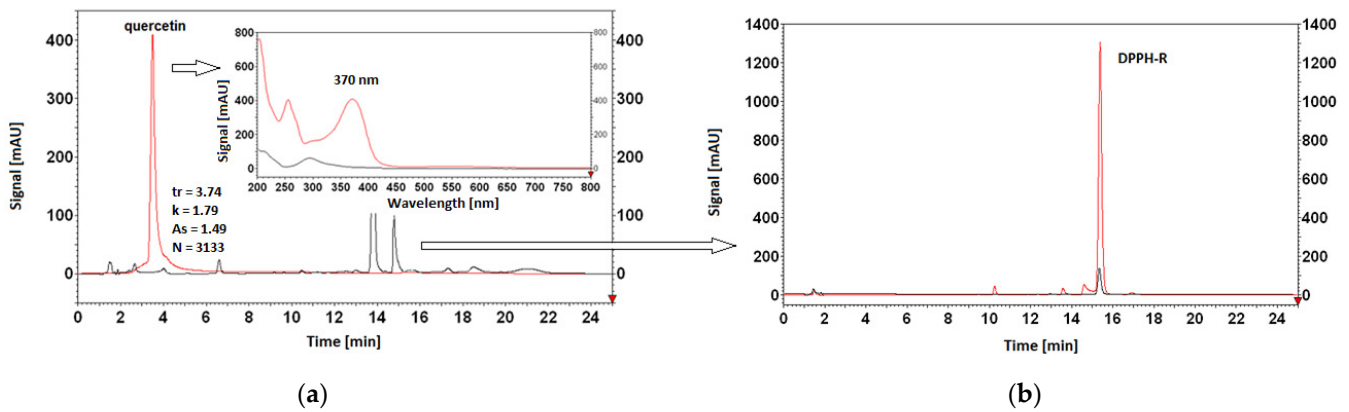 quercetin
400
300
200
100
0
Signal [mAU]
0 2 4 6 8 10 12 14 16 18 20 22 24
Time [min]
400
300
200
100
0
tr = 3.74
k = 1.79
As = 1.49
N = 3133
800
600
400
200
0
Signal [mAU]
370 nm
800
600
400
200
0
200 250 300 350 400 450 500 550 600 650 700 750 800
Wavelength [nm]
(a)
1400
1200
1000
800
600
400
200
0
Signal [mAU]
DPPH-R
1400
1200
1000
800
600
400
200
0
0 2 4 6 8 10 12 14 16 18 20 22 24
Time [min]
(b)